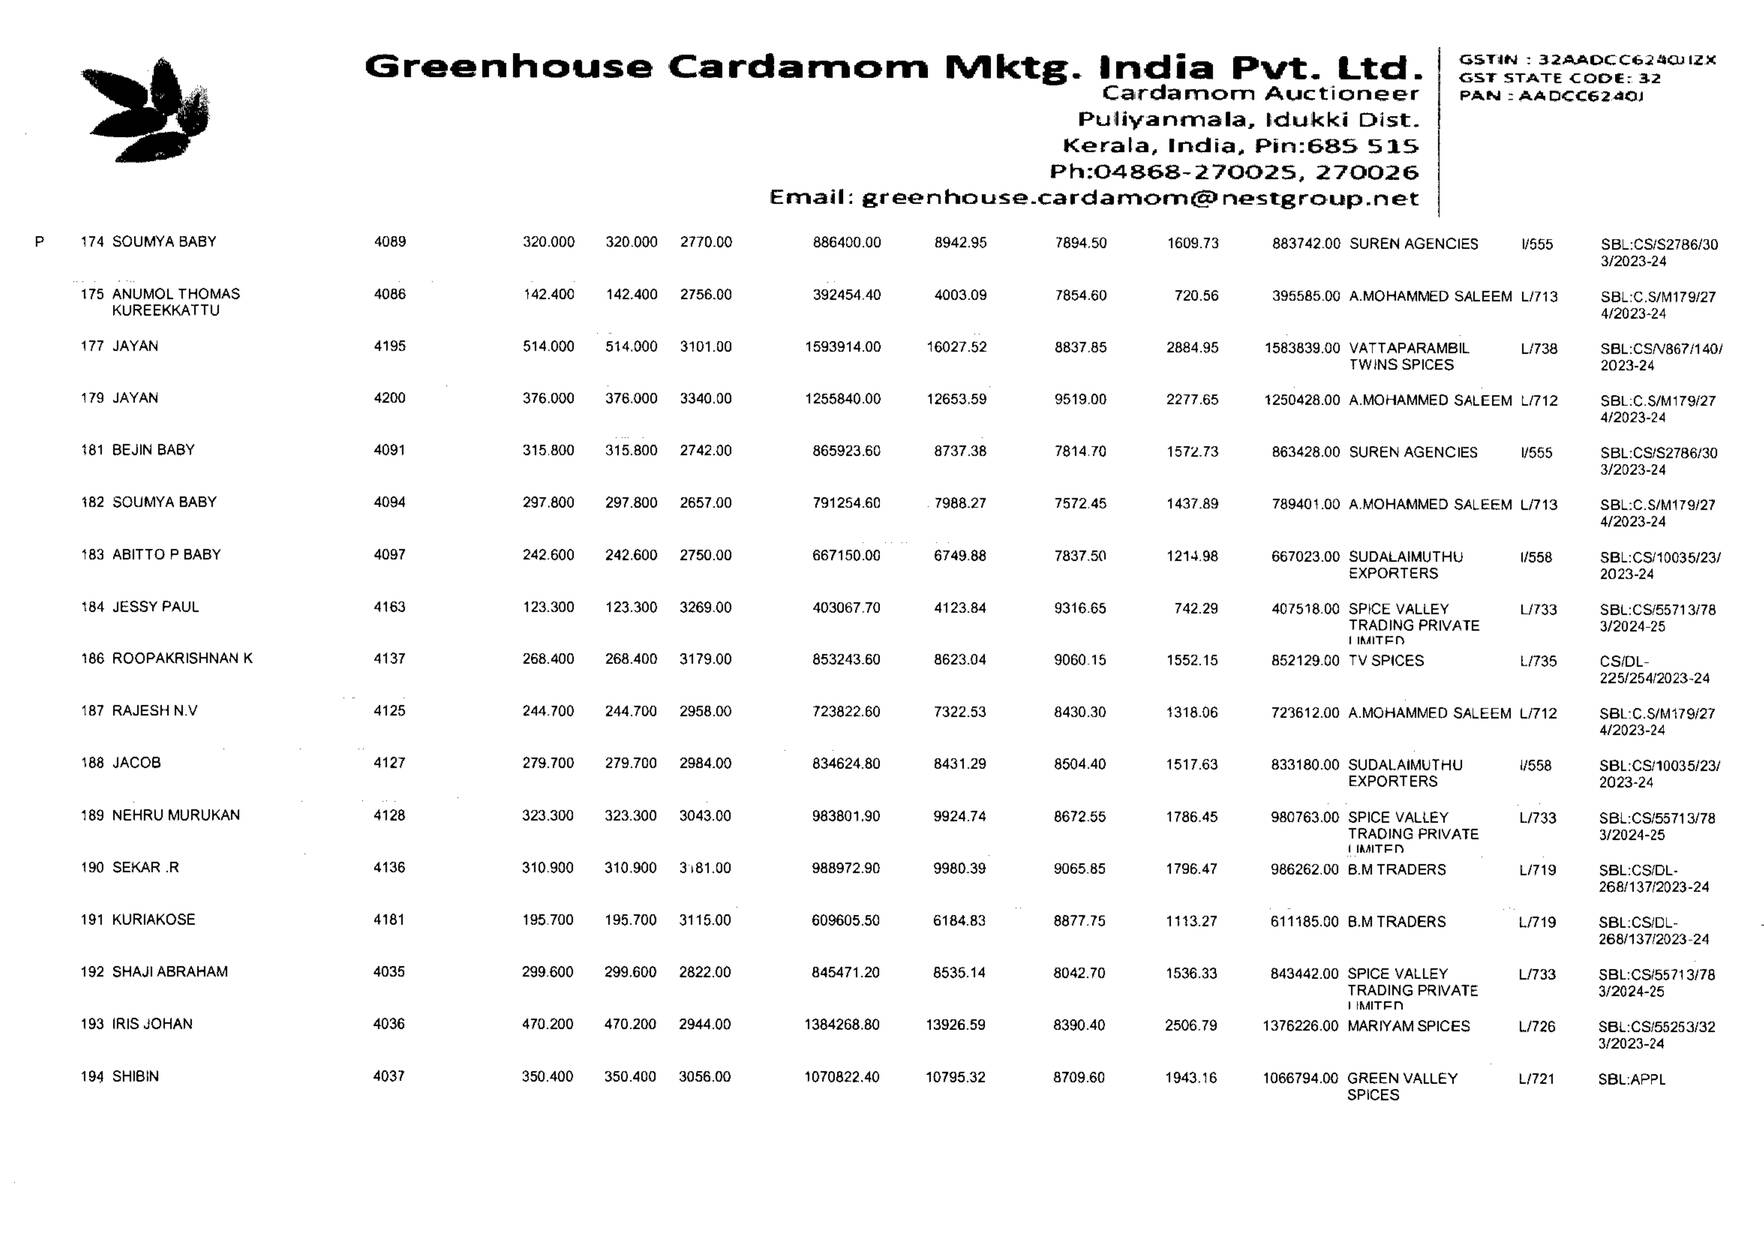 Greenhouse Cardamom Mktg. India Pvt. Ltd.
Cardamom Auctioneer
Puliyanmala, Idukki Dist.
Kerala, India, Pin:685 515
Ph:04868-270025, 270026
Email: greenhouse.cardamom@nestgroup.net
GSTIN : 32AADCC6240J1ZX
GST STATE CODE: 32
PAN : AADCC6240J
P 174 SOUMYA BABY 4089 320.000 320.000 2770.00 886400.00 8942.95 7894.50 1609.73 883742.00 SUREN AGENCIES I/555 SBL:CS/S2786/30
3/2023-24
175 ANUMOL THOMAS 4086 142.400 142.400 2756.00 392454.40 4003.09 7854.60 720.56 395585.00 A.MOHAMMED SALEEM L/713 SBL:C.S/M179/27
KUREEKKATTU 4/2023-24
177 JAYAN 4195 514.000 514.000 3101.00 1593914.00 16027.52 8837.85 2884.95 1583839.00 VATTAPARAMBIL L/738 SBL:CS/V867/140/
TWINS SPICES 2023-24
179 JAYAN 4200 376.000 376.000 3340.00 1255840.00 12653.59 9519.00 2277.65 1250428.00 A.MOHAMMED SALEEM L/712 SBL:C.S/M179/27
4/2023-24
181 BEJIN BABY 4091 315.800 315.800 2742.00 865923.60 8737.38 7814.70 1572.73 863428.00 SUREN AGENCIES I/555 SBL:CS/S2786/30
3/2023-24
182 SOUMYA BABY 4094 297.800 297.800 2657.00 791254.60 7988.27 7572.45 1437.89 789401.00 A.MOHAMMED SALEEM L/713 SBL:C.S/M179/27
4/2023-24
183 ABITTO P BABY 4097 242.600 242.600 2750.00 667150.00 6749.88 7837.50 1214.98 667023.00 SUDALAIMUTHU I/558 SBL:CS/10035/23/
EXPORTERS 2023-24
184 JESSY PAUL 4163 123.300 123.300 3269.00 403067.70 4123.84 9316.65 742.29 407518.00 SPICE VALLEY L/733 SBL:CS/55713/78
TRADING PRIVATE 3/2024-25
LIMITED
186 ROOPAKRISHNAN K 4137 268.400 268.400 3179.00 853243.60 8623.04 9060.15 1552.15 852129.00 TV SPICES L/735 CS/DL-
225/254/2023-24
187 RAJESH N.V 4125 244.700 244.700 2958.00 723822.60 7322.53 8430.30 1318.06 723612.00 A.MOHAMMED SALEEM L/712 SBL:C.S/M179/27
4/2023-24
188 JACOB 4127 279.700 279.700 2984.00 834624.80 8431.29 8504.40 1517.63 833180.00 SUDALAIMUTHU I/558 SBL:CS/10035/23/
EXPORTERS 2023-24
189 NEHRU MURUKAN 4128 323.300 323.300 3043.00 983801.90 9924.74 8672.55 1786.45 980763.00 SPICE VALLEY L/733 SBL:CS/55713/78
TRADING PRIVATE 3/2024-25
LIMITED
190 SEKAR .R 4136 310.900 310.900 3181.00 988972.90 9980.39 9065.85 1796.47 986262.00 B.M TRADERS L/719 SBL:CS/DL-
268/137/2023-24
191 KURIAKOSE 4181 195.700 195.700 3115.00 609605.50 6184.83 8877.75 1113.27 611185.00 B.M TRADERS L/719 SBL:CS/DL-
268/137/2023-24
192 SHAJI ABRAHAM 4035 299.600 299.600 2822.00 845471.20 8535.14 8042.70 1536.33 843442.00 SPICE VALLEY L/733 SBL:CS/55713/78
TRADING PRIVATE 3/2024-25
LIMITED
193 IRIS JOHAN 4036 470.200 470.200 2944.00 1384268.80 13926.59 8390.40 2506.79 1376226.00 MARIYAM SPICES L/726 SBL:CS/55253/32
3/2023-24
194 SHIBIN 4037 350.400 350.400 3056.00 1070822.40 10795.32 8709.60 1943.16 1066794.00 GREEN VALLEY L/721 SBL:APPL
SPICES